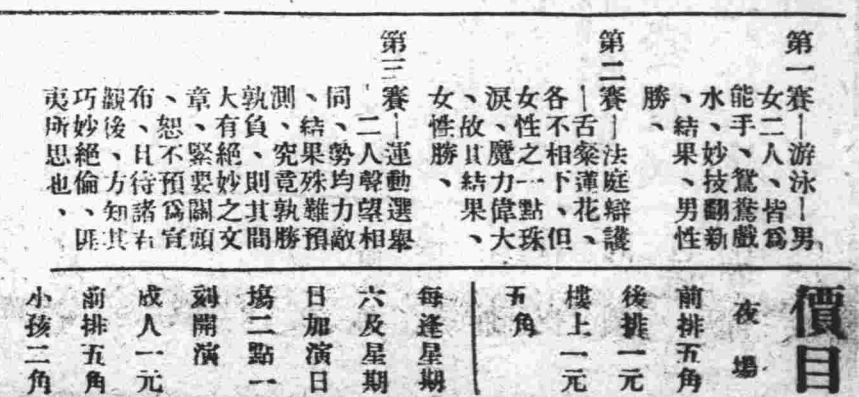 第一賽—游泳—男
女二人、皆爲
能手、鴛鴦戲
水、妙技翻新
、結果、男性
勝、
第二賽—法庭辯護
—舌粲蓮花、
各不相下、但
女性之一點珠
淚、魔力偉大
、故其結果、
女性勝、
第三賽—運動選舉
—二人聲望相
同、勢均力敵
、結果殊難預
測、究竟孰勝
孰負、則其間
大有絕妙之文
章、緊要關頭
、恕不預爲宣
布、且待諸君
觀後、方知其
巧妙絕倫、匪
夷所思也、
價目
夜場
前排五角
後排一元
樓上一元
五角
每逢星期
六及星期
日加演日
塲二點一
刻開演
成人一元
前排五角
小孩二角